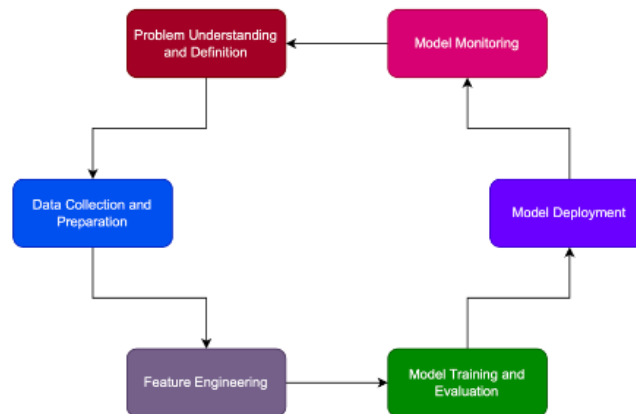 Problem Understanding
and Definition
Model Monitoring
Data Collection and
Preparation
Model Deployment
Feature Engineering
Model Training and
Evaluation